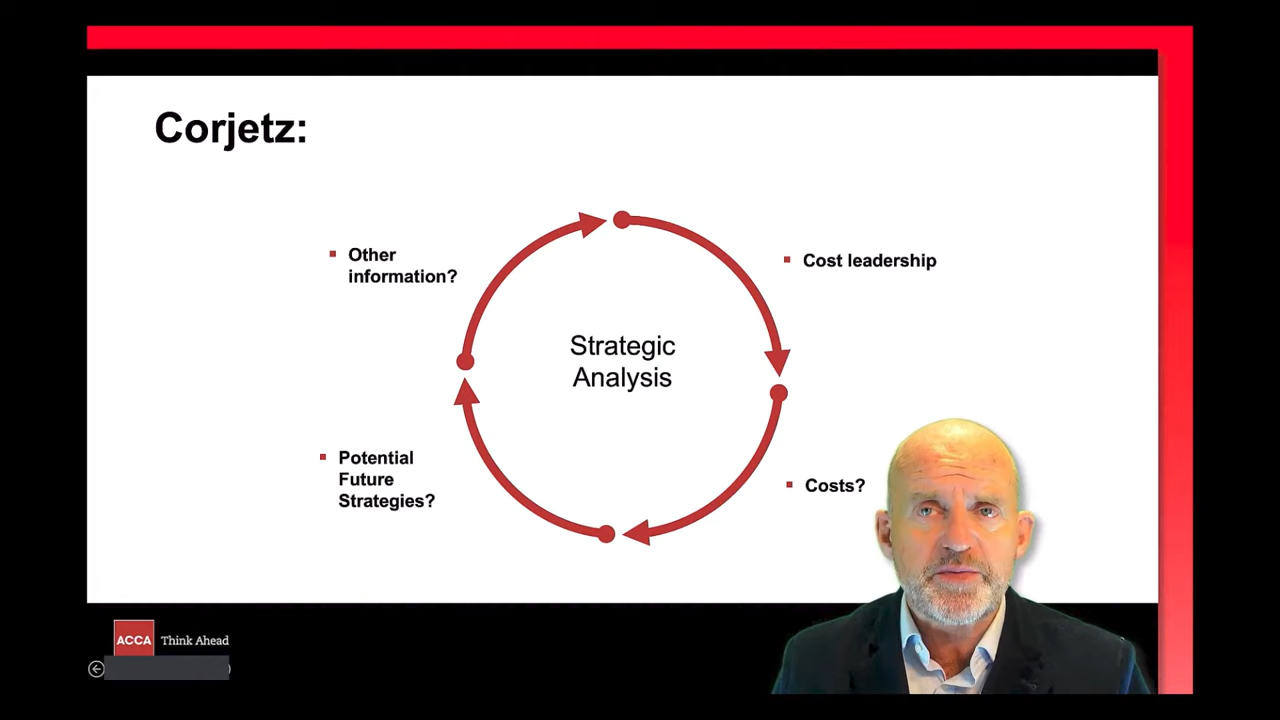 Corjetz:
Other
information?
Cost leadership
Strategic
Analysis
Potential
Future
Strategies?
Costs?
ACCA Think Ahead